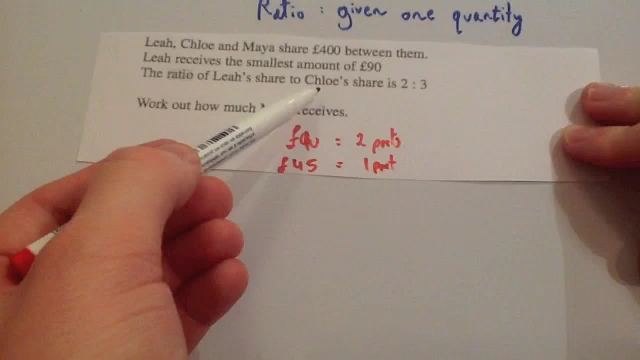 Ratio : given one quantity
Leah, Chloe and Maya share £400 between them.
Leah receives the smallest amount of £90
The ratio of Leah's share to Chloe's share is 2 : 3
Work out how much receives.
£90 = 2 parts
£45 = 1 part